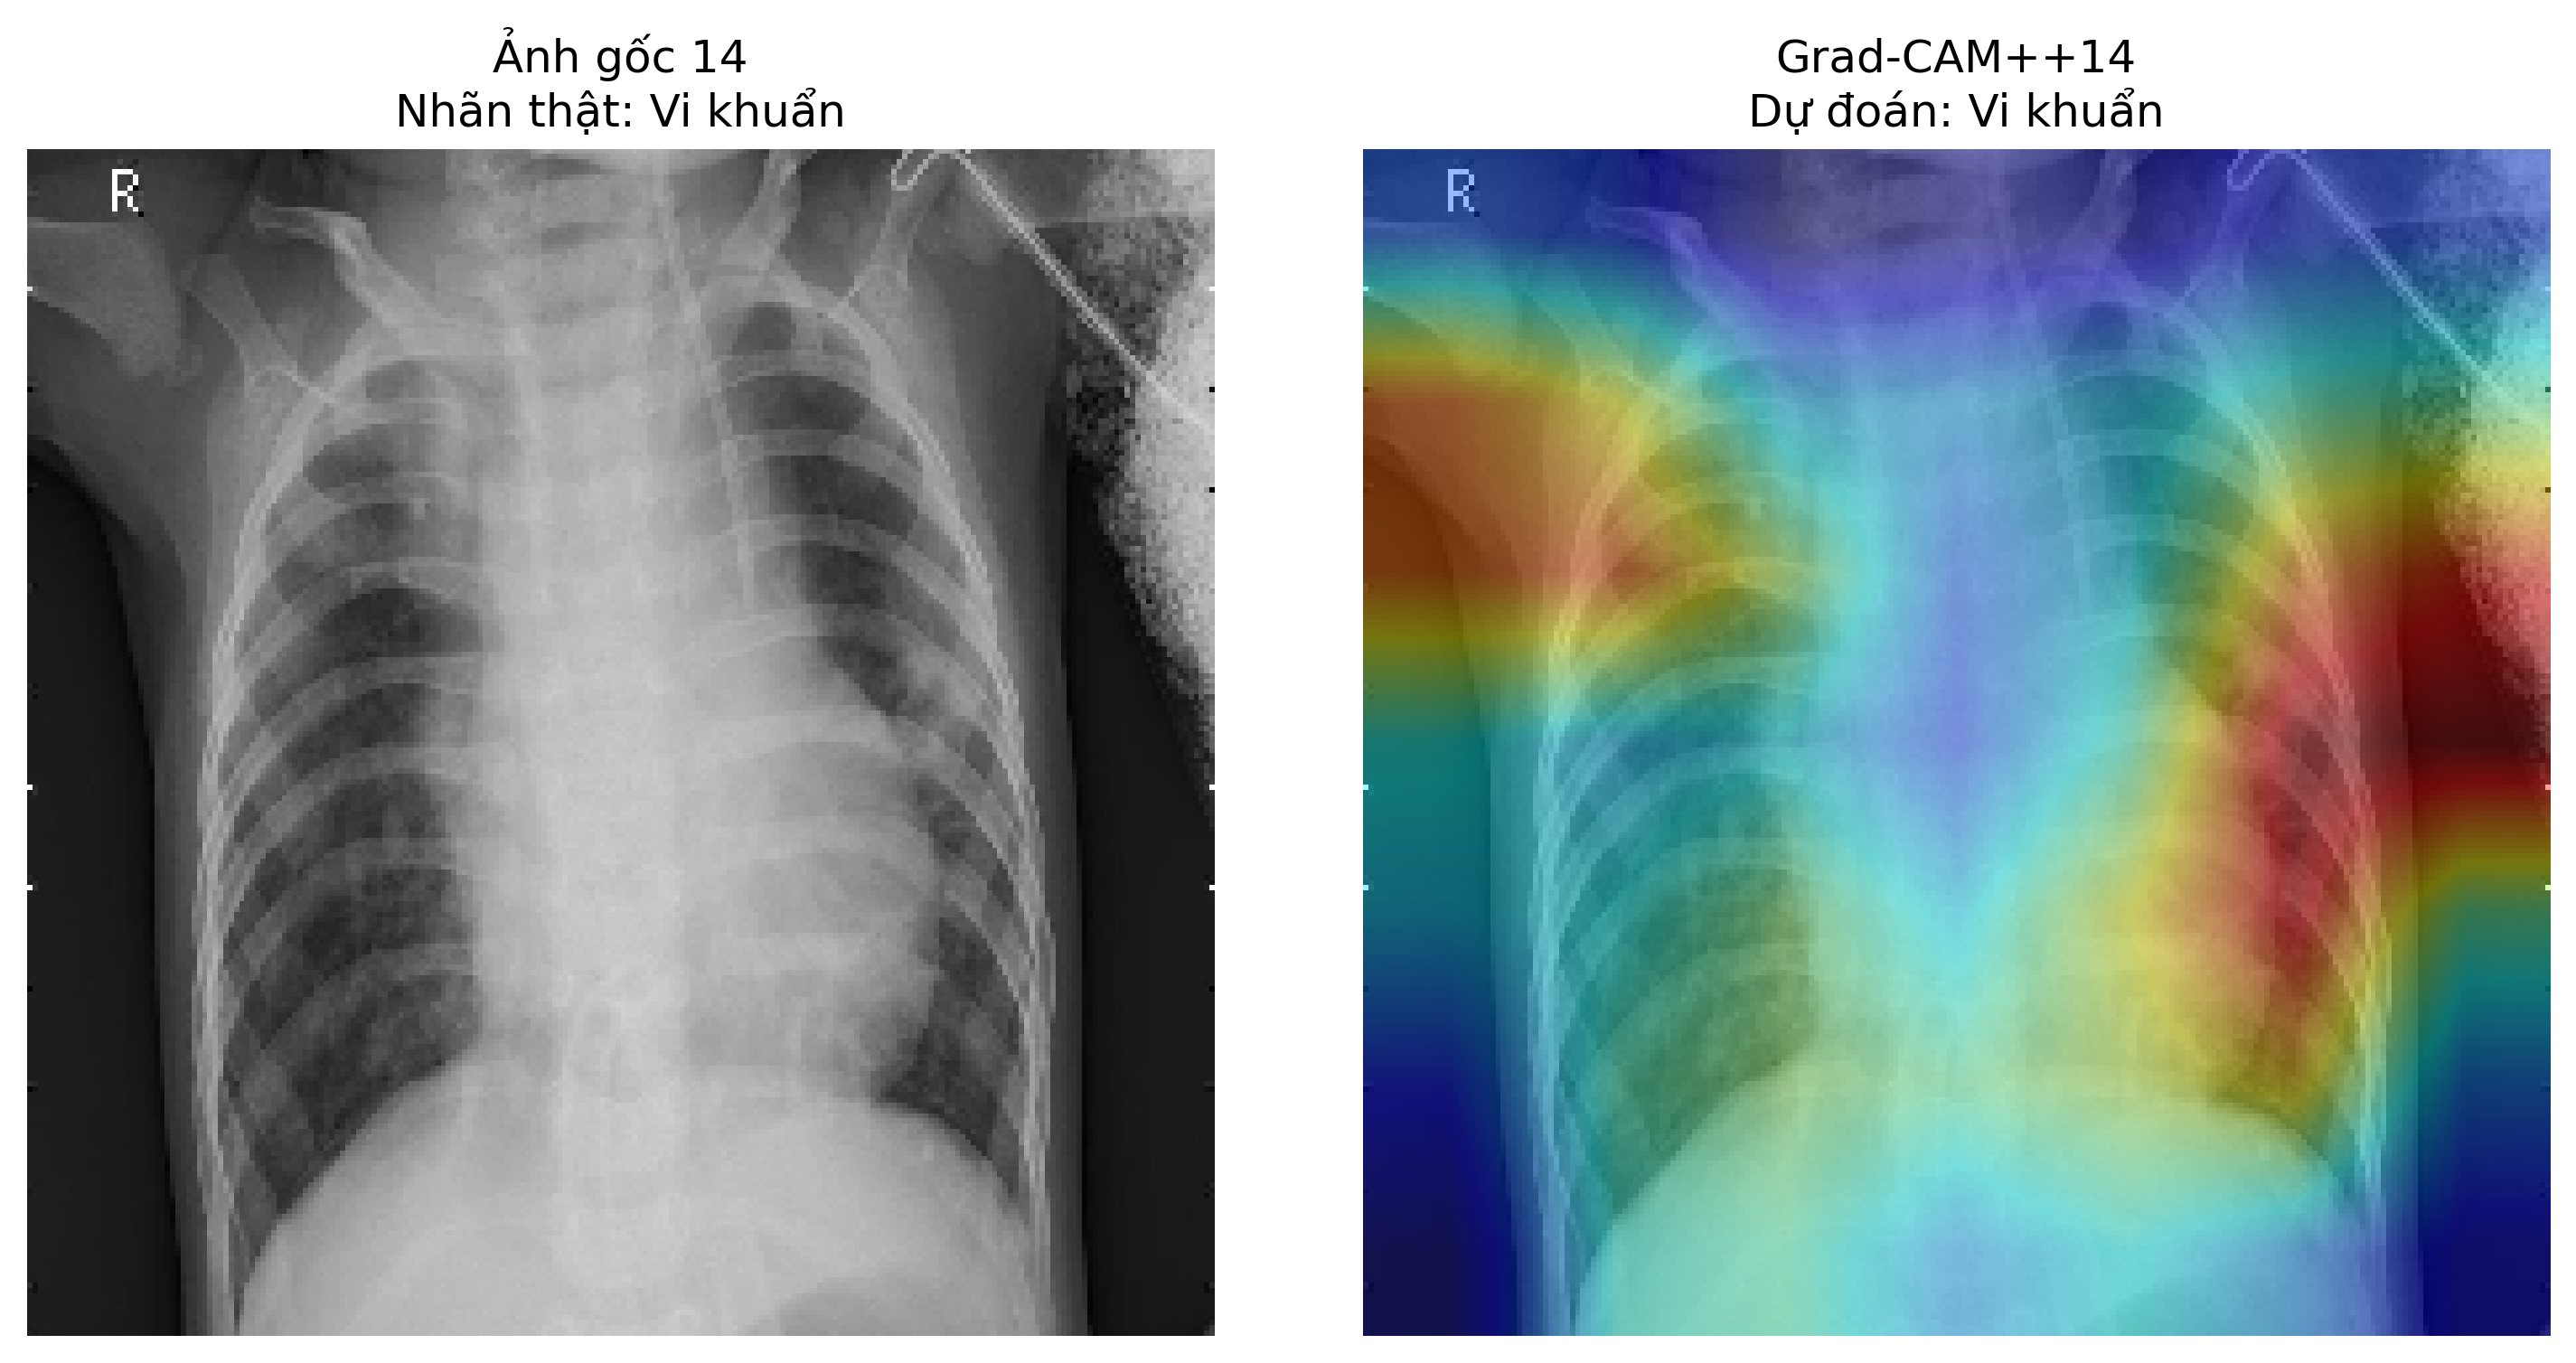 Ảnh gốc 14
Nhãn thật: Vi khuẩn
R
Grad-CAM++14
Dự đoán: Vi khuẩn
R